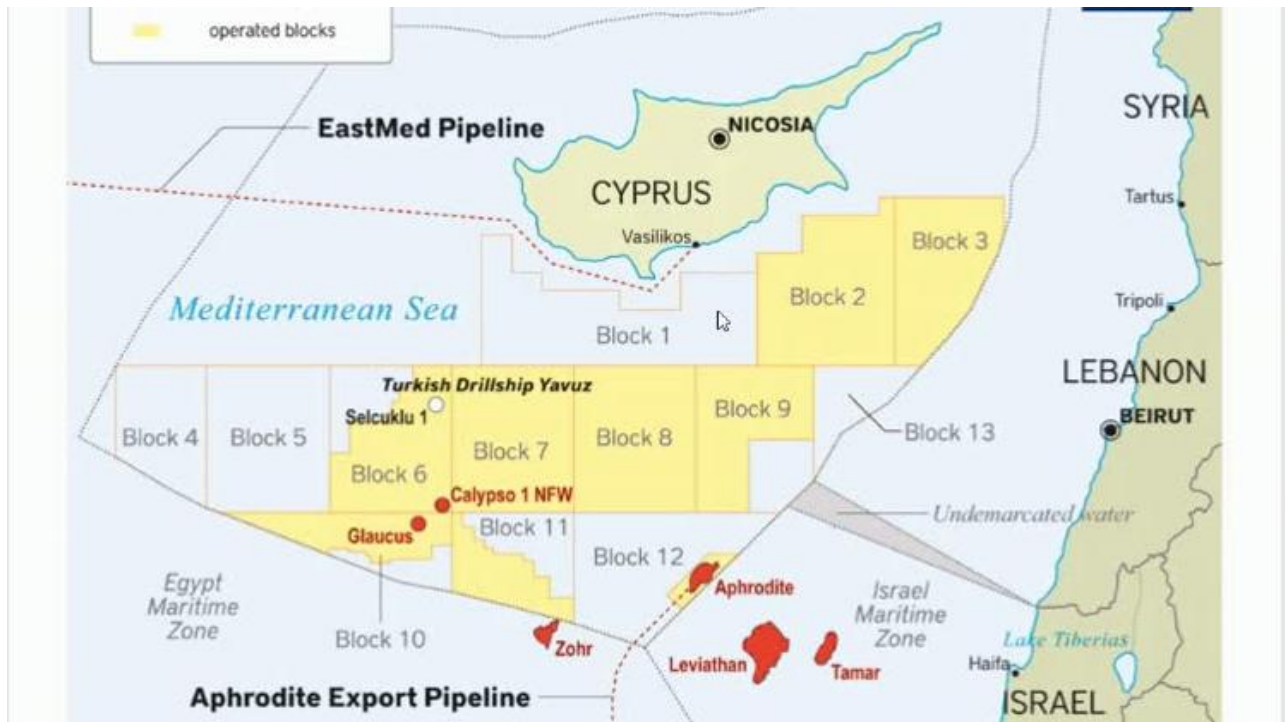 operated blocks
SYRIA
EastMed Pipeline
NICOSIA
CYPRUS
Tartus
Vasilikos
Block 3
Block 2
Mediterranean Sea
Tripoli
Block 1
LEBANON
Turkish Drillship Yavuz
Selcuklu 1
Block 9
BEIRUT
Block 4
Block 5
Block 8
Block 13
Block 7
Block 6
Calypso 1 NFW
Undemarcated water
Glaucus
Block 11
Block 12
Egypt
Maritime
Zone
Aphrodite
Israel
Maritime
Zone
Block 10
Zohr
Lake Tiberias
Leviathan
Tamar
Haifa
Aphrodite Export Pipeline
ISRAEL